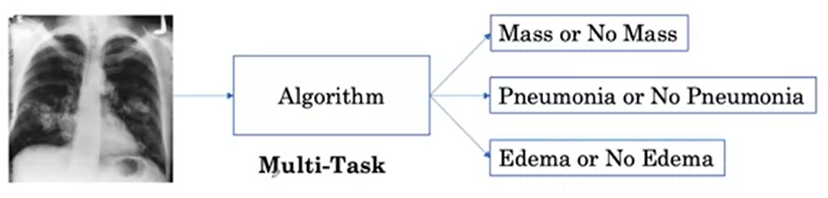 Mass or No Mass
Algorithm
Pneumonia or No Pneumonia
Edema or No Edema
Multi-Task